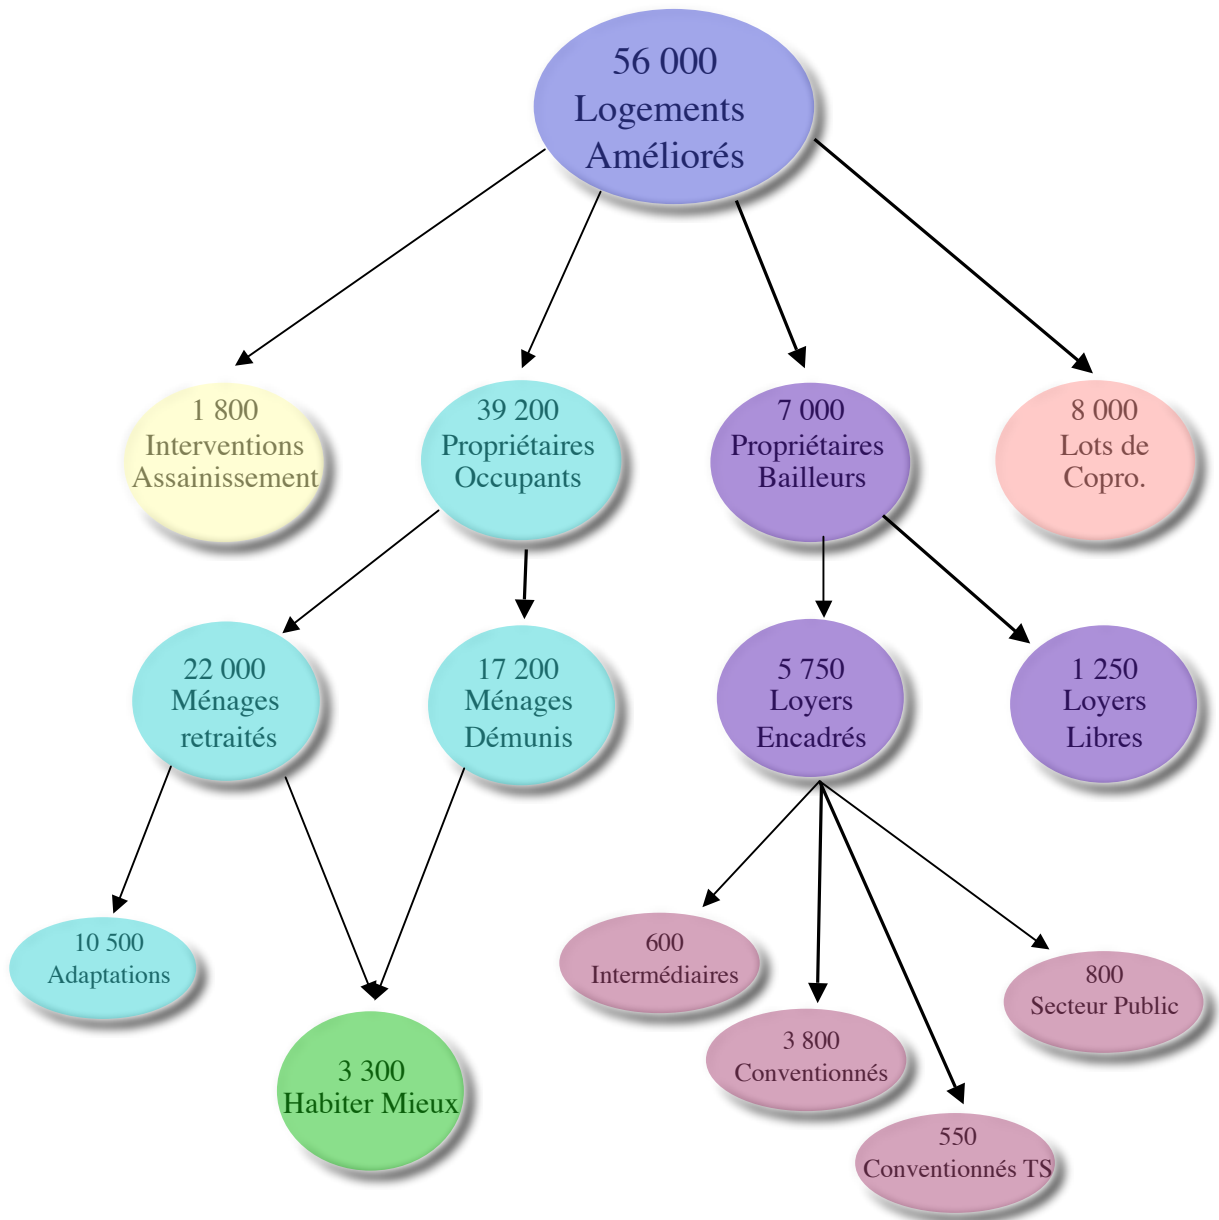 56 000
Logements
Améliorés
1 800
Interventions
Assainissement
39 200
Propriétaires
Occupants
7 000
Propriétaires
Bailleurs
8 000
Lots de
Copro.
22 000
Ménages
retraités
17 200
Ménages
Démunis
5 750
Loyers
Encadrés
1 250
Loyers
Libres
10 500
Adaptations
3 300
Habiter Mieux
600
Intermédiaires
3 800
Conventionnés
550
Conventionnés TS
800
Secteur Public